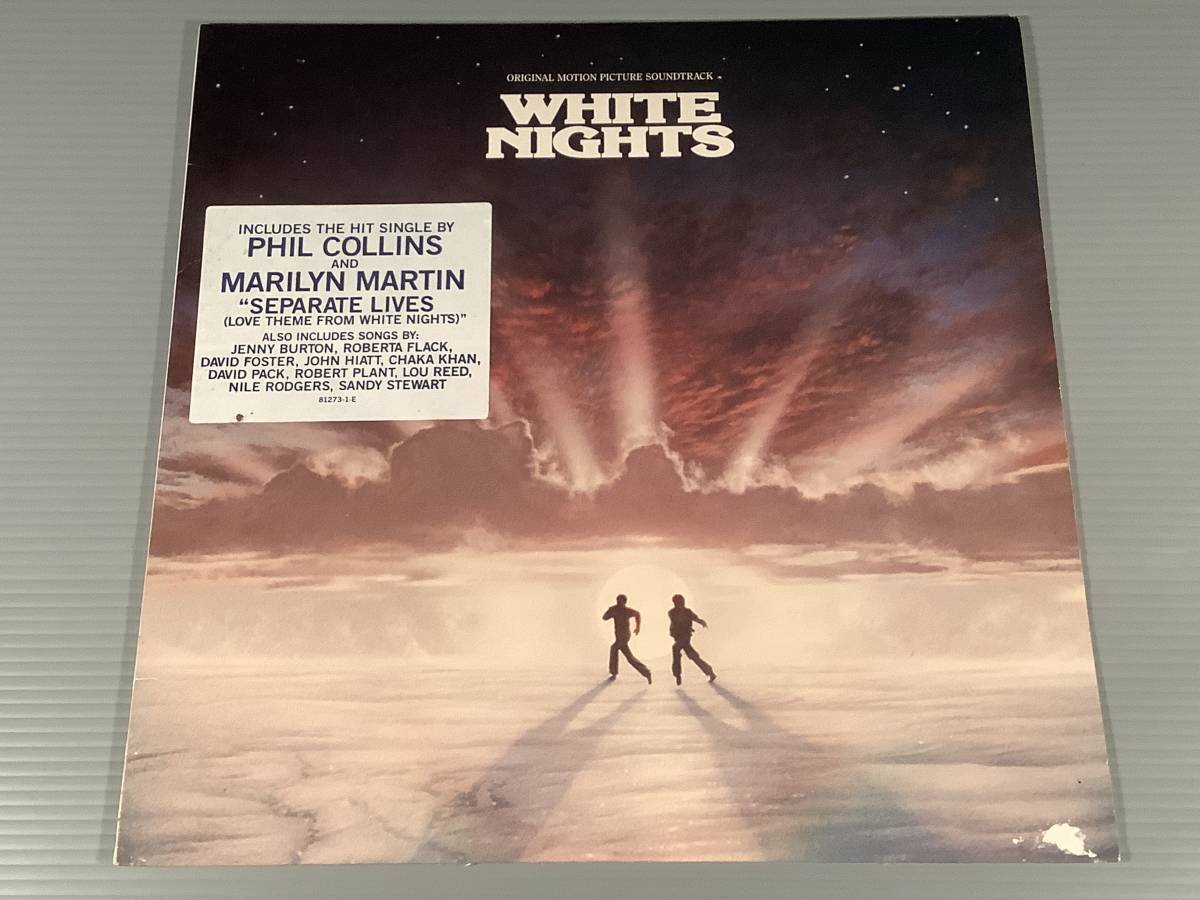 ORIGINAL MOTION PICTURE SOUNDTRACK
WHITE
NIGHTS
INCLUDES THE HIT SINGLE BY
PHIL COLLINS
AND
MARILYN MARTIN
“SEPARATE LIVES
(LOVE THEME FROM WHITE NIGHTS)”
ALSO INCLUDES SONGS BY:
JENNY BURTON, ROBERTA FLACK,
DAVID FOSTER, JOHN HIATT, CHAKA KHAN,
DAVID PACK, ROBERT PLANT, LOU REED,
NILE RODGERS, SANDY STEWART
81273-1-E